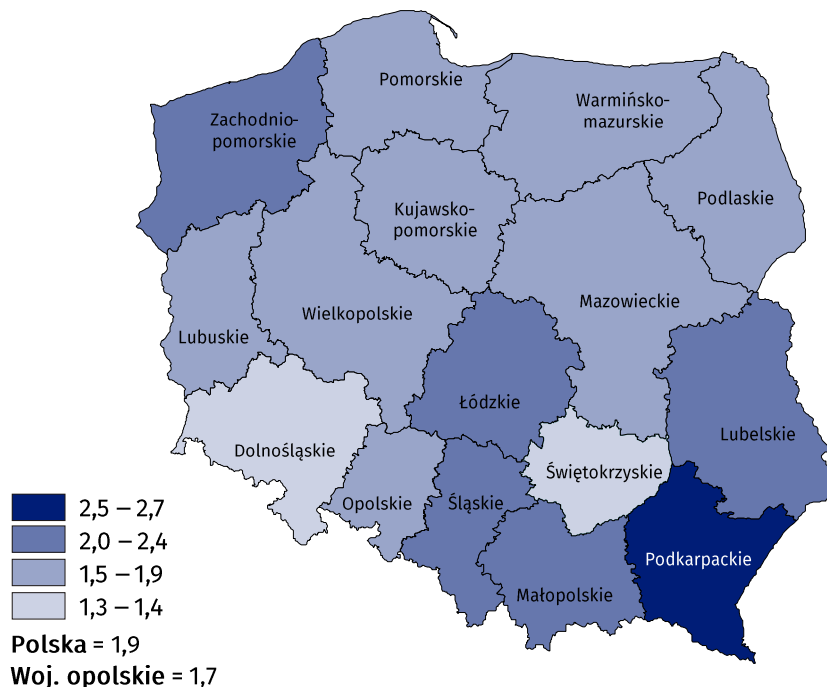 Pomorskie
Warmińsko-
mazurskie
Zachodnio-
pomorskie
Podlaskie
Kujawsko-
pomorskie
Mazowieckie
Wielkopolskie
Lubuskie
Łódzkie
Lubelskie
Dolnośląskie
Świętokrzyskie
Opolskie
Śląskie
Podkarpackie
Małopolskie
2,5 – 2,7
2,0 – 2,4
1,5 – 1,9
1,3 – 1,4
Polska = 1,9
Woj. opolskie = 1,7